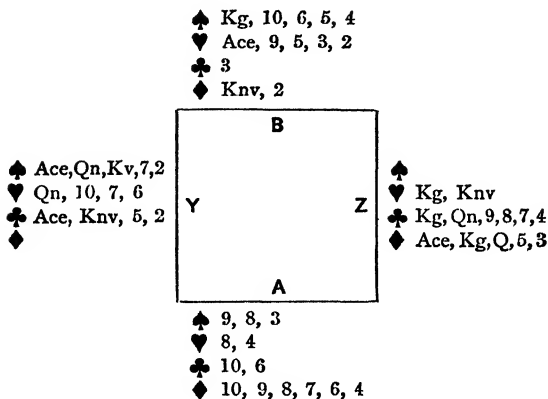 ♠ Kg, 10, 6, 5, 4
♥ Ace, 9, 5, 3, 2
♣ 3
♦ Knv, 2
B
♠ Ace,Qn,Kv,7,2
♥ Qn, 10, 7, 6
♣ Ace, Knv, 5, 2
♦
Y
Z
♠
♥ Kg, Knv
♣ Kg,Qn,9,8,7,4
♦ Ace,Kg,Q,5,3
A
♠ 9, 8, 3
♥ 8, 4
♣ 10, 6
♦ 10, 9, 8, 7, 6, 4